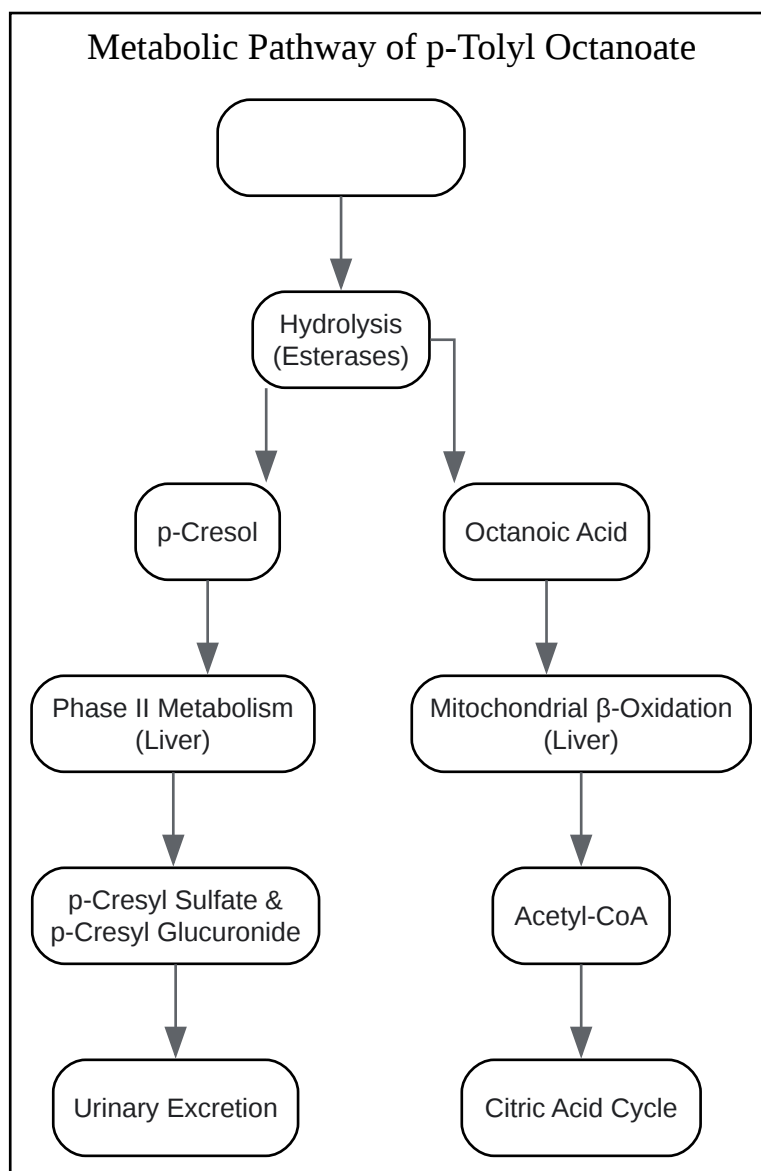 Metabolic Pathway of p-Tolyl Octanoate
Hydrolysis
(Esterases)
p-Cresol
Octanoic Acid
Phase II Metabolism
(Liver)
Mitochondrial β-Oxidation
(Liver)
p-Cresyl Sulfate &
p-Cresyl Glucuronide
Acetyl-CoA
Urinary Excretion
Citric Acid Cycle